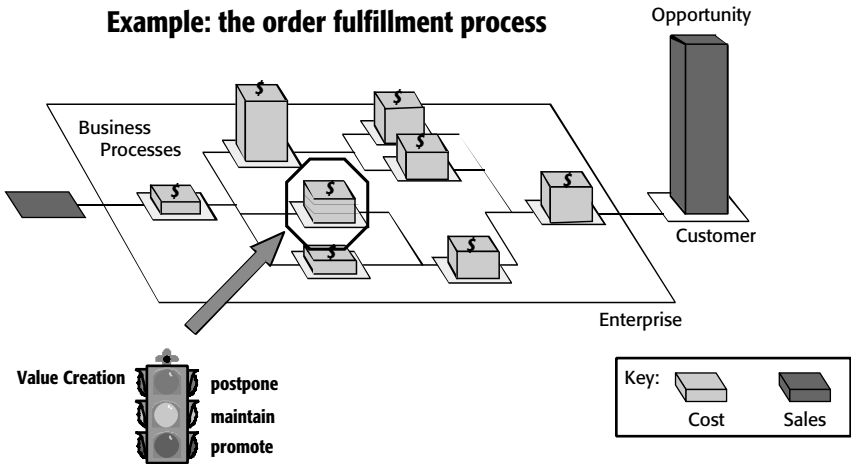 Example: the order fulfillment process
Opportunity
Business
Processes
$
$
$
$
$
$
$
$
Customer
Enterprise
Value Creation
postpone
maintain
promote
Key:
Cost
Sales